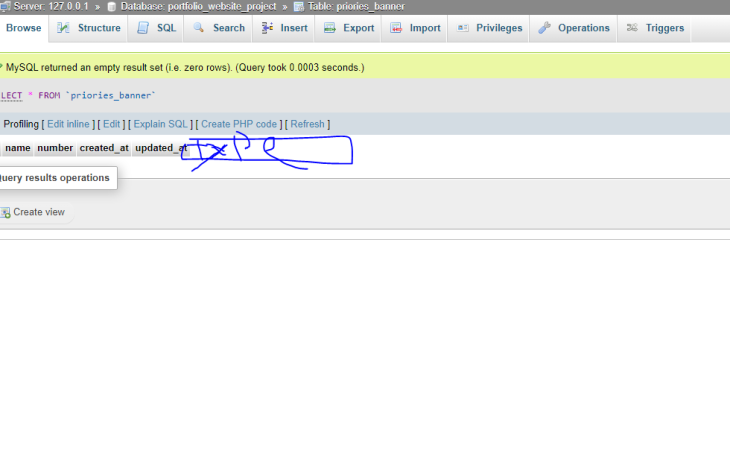 Server: 127.0.0.1 » Database: portfolio_website_project » Table: priories_banner
Browse Structure SQL Search Insert Export Import Privileges Operations Triggers
MySQL returned an empty result set (i.e. zero rows). (Query took 0.0003 seconds.)
LECT * FROM `priories_banner`
Profiling [ Edit inline ] [ Edit ] [ Explain SQL ] [ Create PHP code ] [ Refresh ]
name number created_at updated_at
uery results operations
Create view